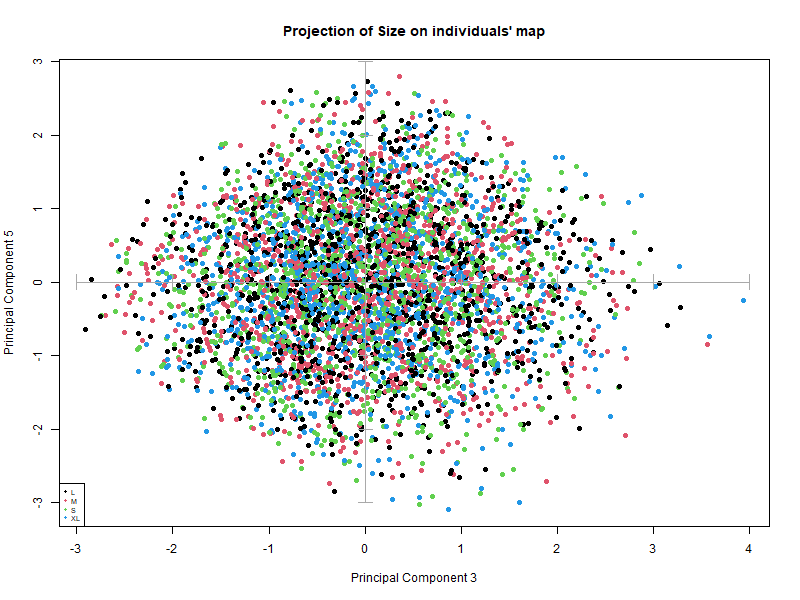 Projection of Size on individuals' map
3
2
1
0
-1
-2
-3
Principal Component 5
L
M
S
XL
-3
-2
-1
0
1
2
3
4
Principal Component 3